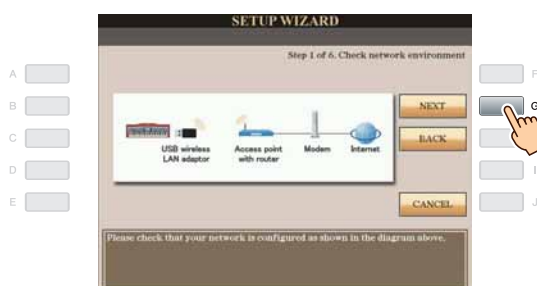 SETUP WIZARD
Step 1 of 6. Check network environment
A
F
B
NEXT
G
C
BACK
USB wireless
LAN adaptor
Access point
with router
Modem
Internet
D
I
E
CANCEL
J
Please check that your network is configured as shown in the diagram above.